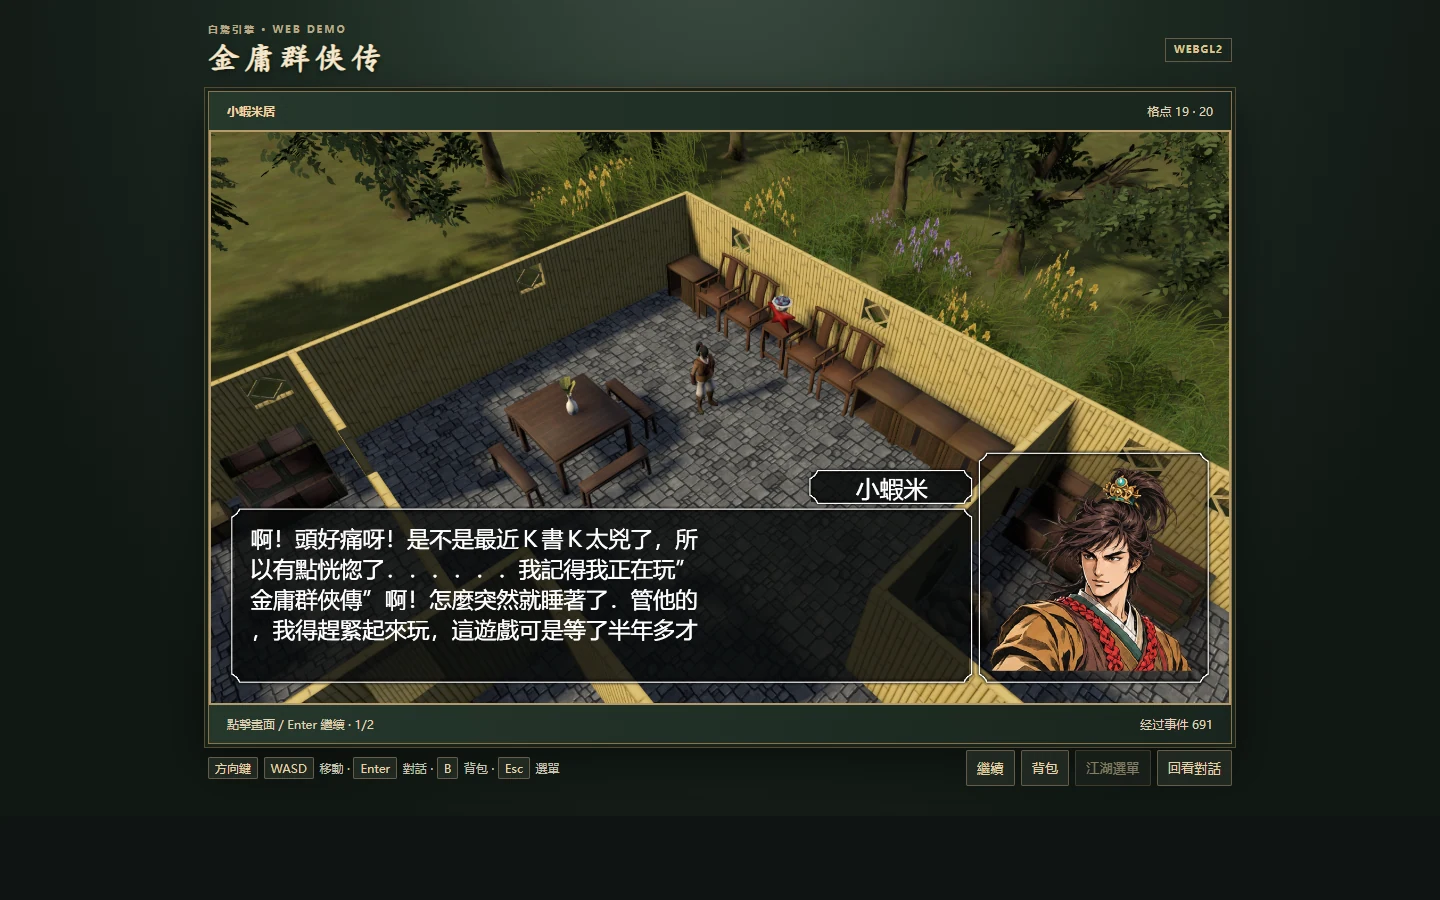 白鷺引擎 • WEB DEMO
金庸群侠传
WEBGL2
小蝦米居
格点 19 · 20
小蝦米
啊！頭好痛呀！是不是最近Ｋ書Ｋ太兇了，所
以有點恍惚了．．．．．．我記得我正在玩”
金庸群俠傳”啊！怎麼突然就睡著了．管他的
，我得趕緊起來玩，這遊戲可是等了半年多才
點擊畫面 / Enter 繼續 · 1/2
经过事件 691
方向鍵 WASD 移動 · Enter 對話 · B 背包 · Esc 選單
繼續 背包 江湖選單 回看對話